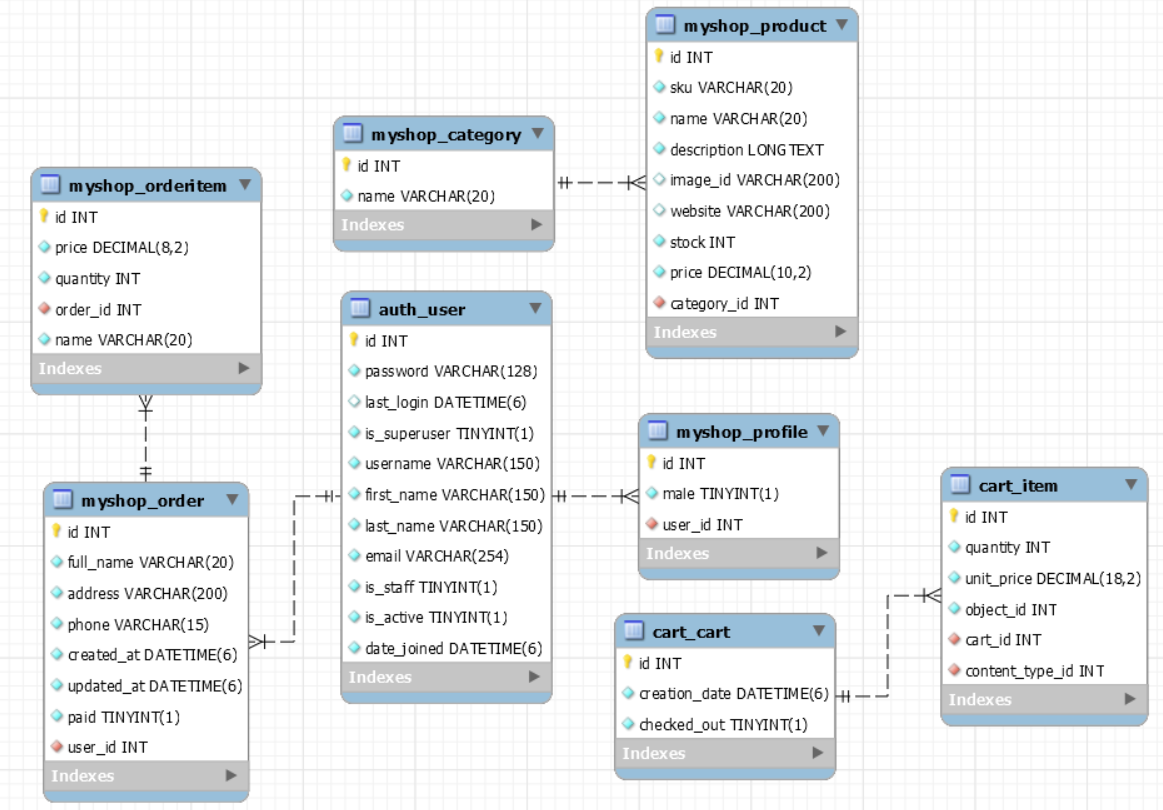 myshop_product
id INT
sku VARCHAR(20)
name VARCHAR(20)
description LONGTEXT
image_id VARCHAR(200)
website VARCHAR(200)
stock INT
price DECIMAL(10,2)
category_id INT
Indexes
myshop_category
id INT
name VARCHAR(20)
Indexes
myshop_orderitem
id INT
price DECIMAL(8,2)
quantity INT
order_id INT
name VARCHAR(20)
Indexes
auth_user
id INT
password VARCHAR(128)
last_login DATETIME(6)
is_superuser TINYINT(1)
username VARCHAR(150)
first_name VARCHAR(150)
last_name VARCHAR(150)
email VARCHAR(254)
is_staff TINYINT(1)
is_active TINYINT(1)
date_joined DATETIME(6)
Indexes
myshop_profile
id INT
male TINYINT(1)
user_id INT
Indexes
myshop_order
id INT
full_name VARCHAR(20)
address VARCHAR(200)
phone VARCHAR(15)
created_at DATETIME(6)
updated_at DATETIME(6)
paid TINYINT(1)
user_id INT
Indexes
cart_item
id INT
quantity INT
unit_price DECIMAL(18,2)
object_id INT
cart_id INT
content_type_id INT
Indexes
cart_cart
id INT
creation_date DATETIME(6)
checked_out TINYINT(1)
Indexes